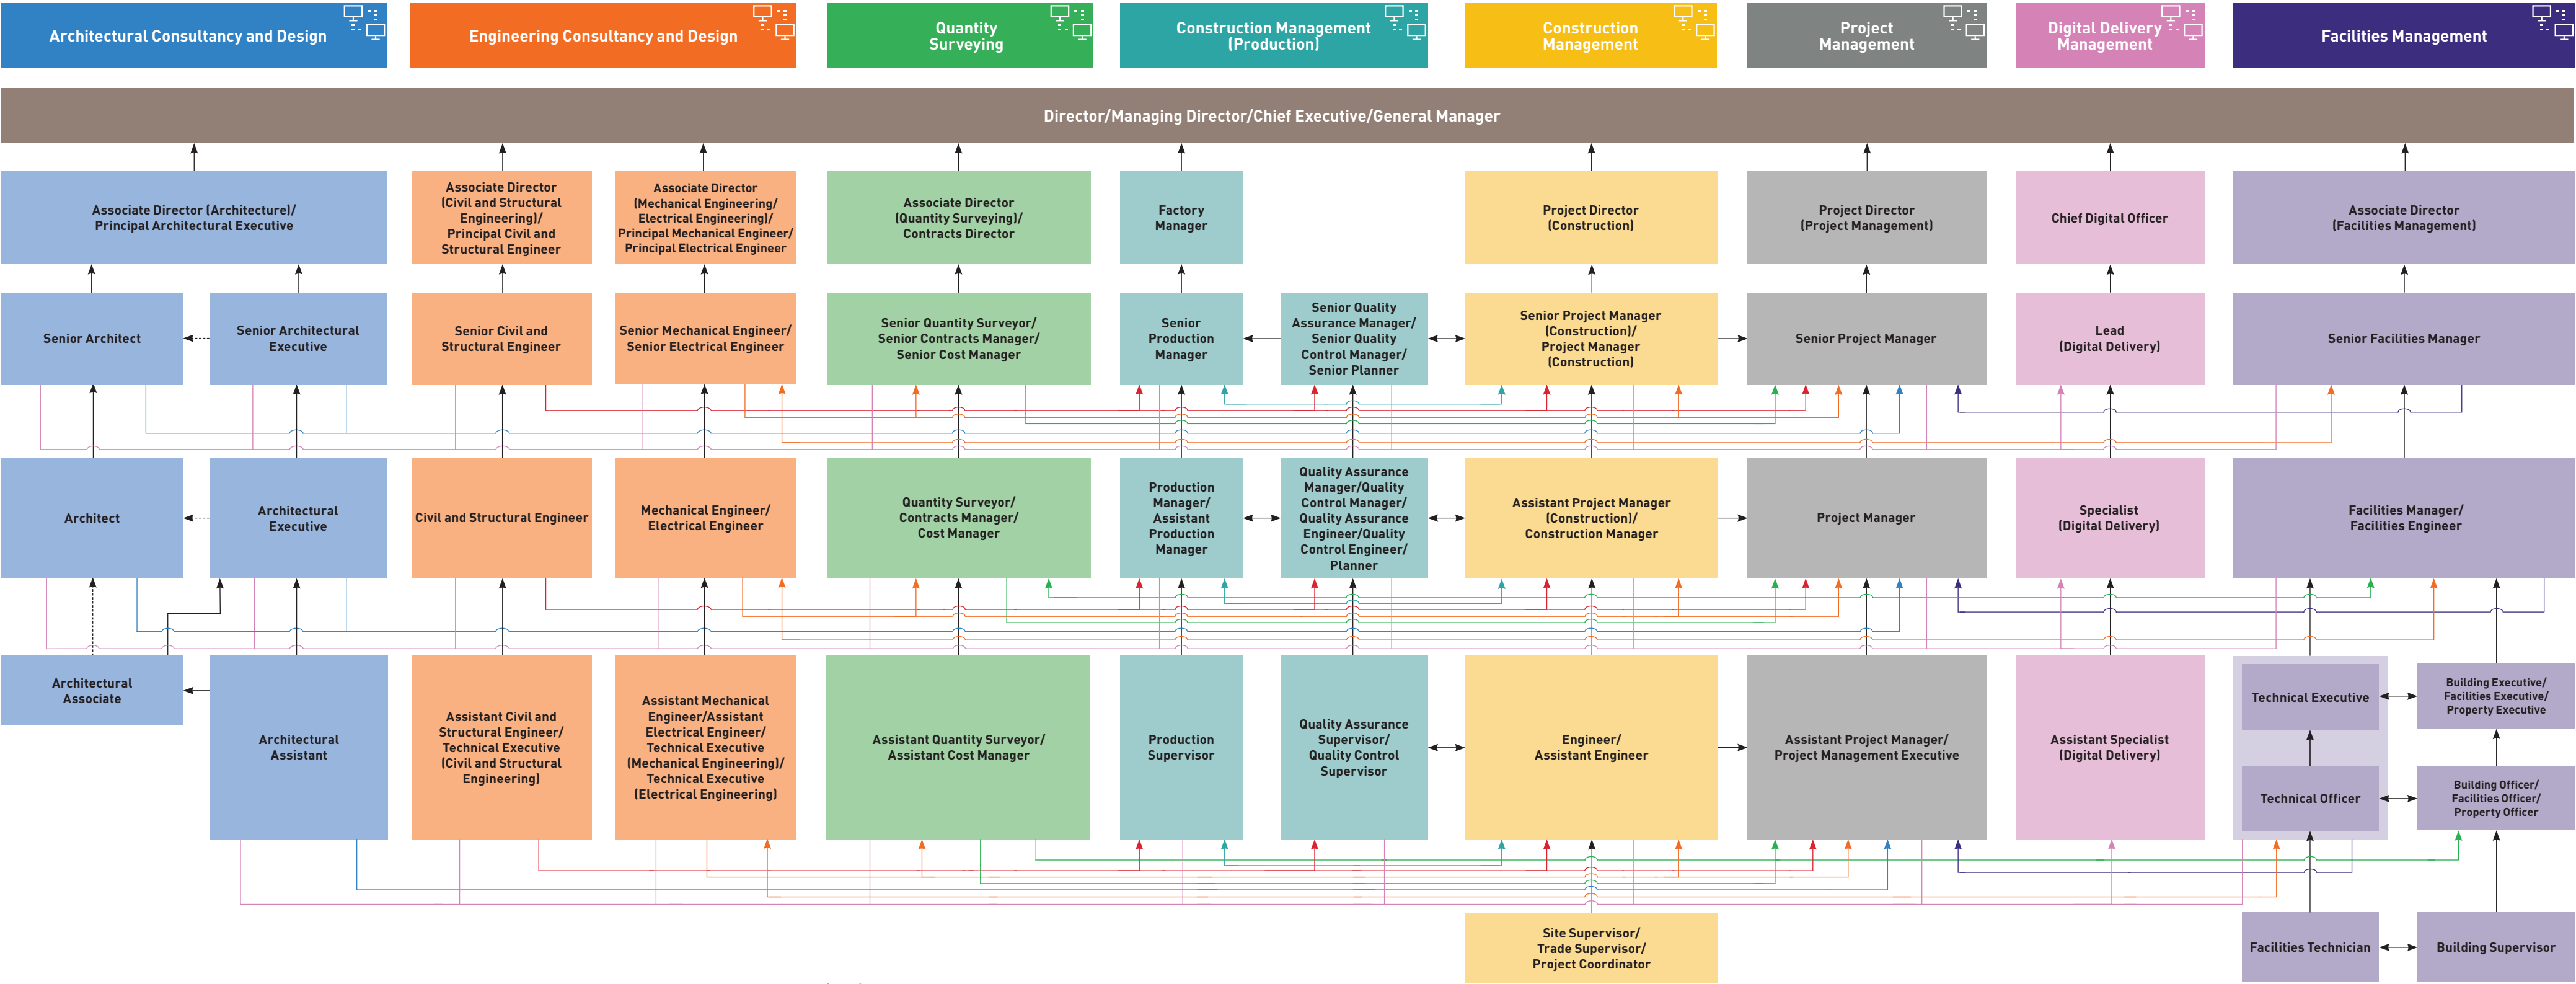 Architectural Consultancy and Design
Engineering Consultancy and Design
Quantity
Surveying
Construction Management
(Production)
Construction
Management
Project
Management
Digital Delivery
Management
Facilities Management
Director/Managing Director/Chief Executive/General Manager
Associate Director (Architecture)/
Principal Architectural Executive
Associate Director
(Civil and Structural
Engineering)/
Principal Civil and
Structural Engineer
Associate Director
(Mechanical Engineering/
Electrical Engineering)/
Principal Mechanical Engineer/
Principal Electrical Engineer
Associate Director
(Quantity Surveying)/
Contracts Director
Factory
Manager
Project Director
(Construction)
Project Director
(Project Management)
Chief Digital Officer
Associate Director
(Facilities Management)
Senior Architect
Senior Architectural
Executive
Senior Civil and
Structural Engineer
Senior Mechanical Engineer/
Senior Electrical Engineer
Senior Quantity Surveyor/
Senior Contracts Manager/
Senior Cost Manager
Senior
Production
Manager
Senior Quality
Assurance Manager/
Senior Quality
Control Manager/
Senior Planner
Senior Project Manager
(Construction)/
Project Manager
(Construction)
Senior Project Manager
Lead
(Digital Delivery)
Senior Facilities Manager
Architect
Architectural
Executive
Civil and Structural Engineer
Mechanical Engineer/
Electrical Engineer
Quantity Surveyor/
Contracts Manager/
Cost Manager
Production
Manager/
Assistant
Production
Manager
Quality Assurance
Manager/Quality
Control Manager/
Quality Assurance
Engineer/Quality
Control Engineer/
Planner
Assistant Project Manager
(Construction)/
Construction Manager
Project Manager
Specialist
(Digital Delivery)
Facilities Manager/
Facilities Engineer
Architectural
Associate
Architectural
Assistant
Assistant Civil and
Structural Engineer/
Technical Executive
(Civil and Structural
Engineering)
Assistant Mechanical
Engineer/Assistant
Electrical Engineer/
Technical Executive
(Mechanical Engineering)/
Technical Executive
(Electrical Engineering)
Assistant Quantity Surveyor/
Assistant Cost Manager
Production
Supervisor
Quality Assurance
Supervisor/
Quality Control
Supervisor
Engineer/
Assistant Engineer
Assistant Project Manager/
Project Management Executive
Assistant Specialist
(Digital Delivery)
Technical Executive
Building Executive/
Facilities Executive/
Property Executive
Technical Officer
Building Officer/
Facilities Officer/
Property Officer
Site Supervisor/
Trade Supervisor/
Project Coordinator
Facilities Technician
Building Supervisor